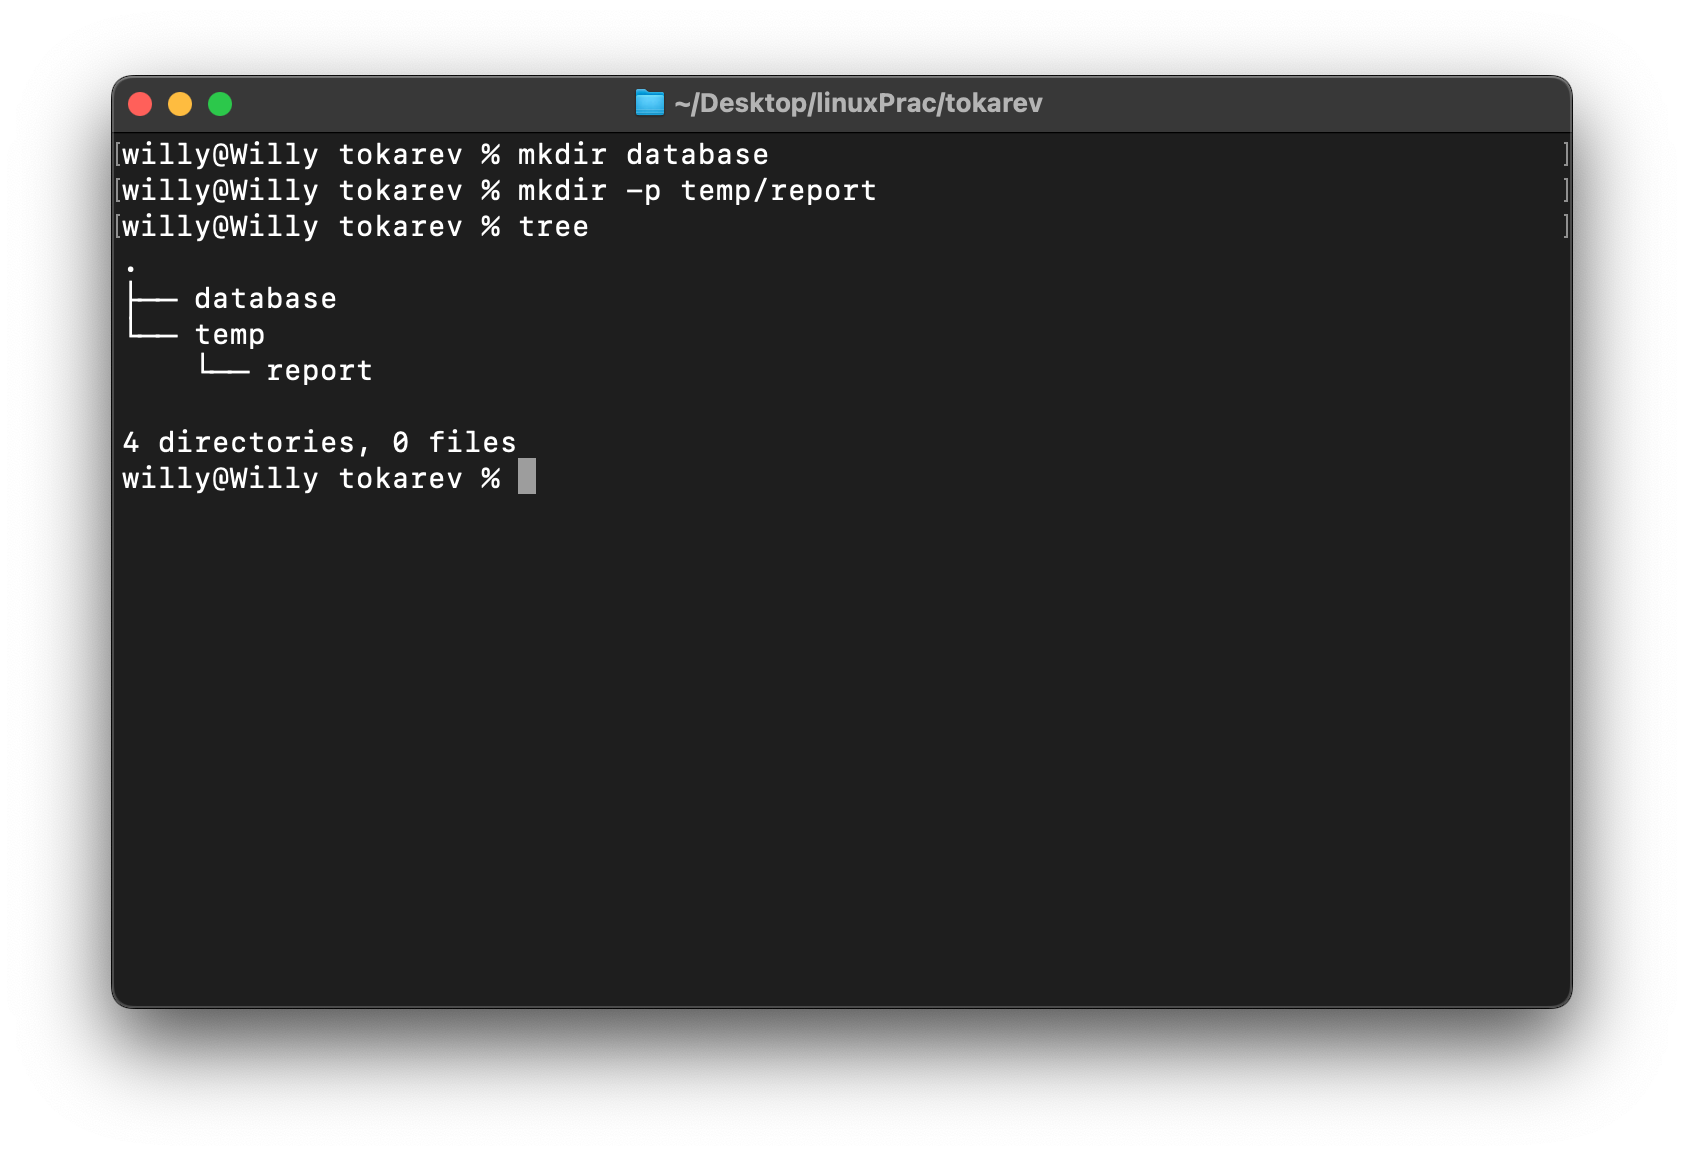 ~/Desktop/linuxPrac/tokarev
[willy@Willy tokarev % mkdir database ]
[willy@Willy tokarev % mkdir -p temp/report ]
[willy@Willy tokarev % tree ]
.
├── database
└── temp
    └── report
4 directories, 0 files
willy@Willy tokarev %